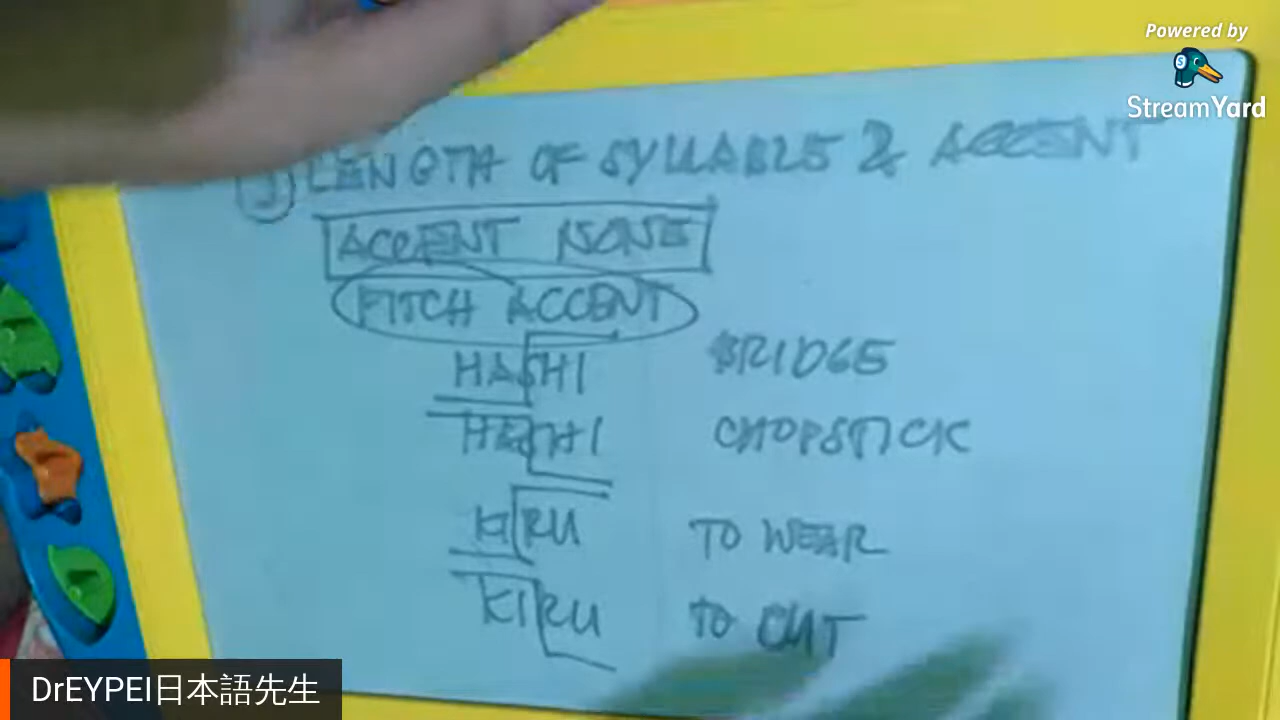 Powered by
StreamYard
LENGTH OF SYLLABLE & ACCENT
ACCENT NONE
PITCH ACCENT
HASHI BRIDGE
HASHI CHOPSTICK
KIRU TO WEAR
KIRU TO CUT
DrEYPEI日本語先生